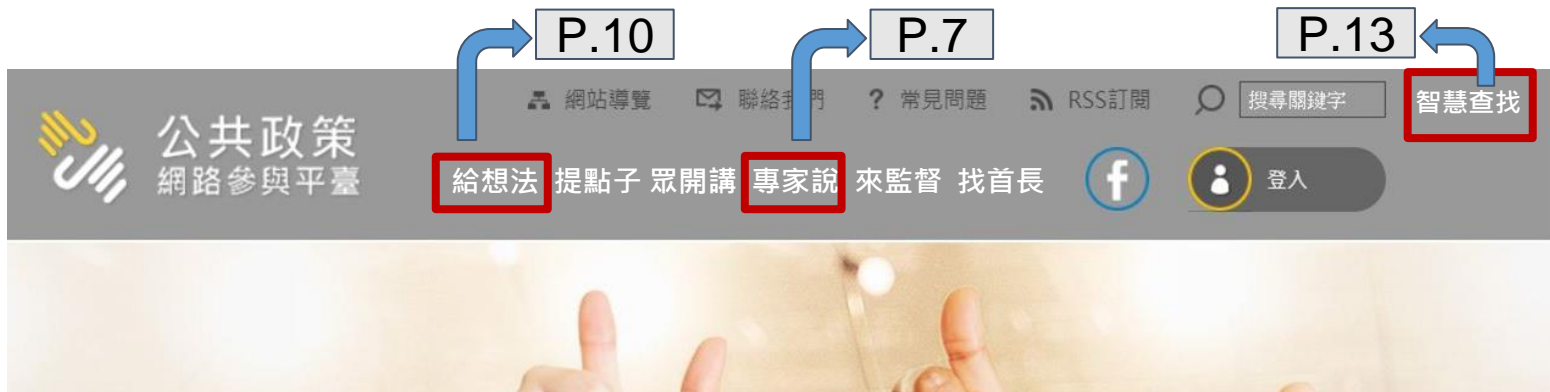 P.10 P.7 P.13
網站導覽 聯絡我們 ? 常見問題 RSS訂閱 搜尋關鍵字 智慧查找
公共政策
網路參與平臺
給想法 提點子 眾開講 專家說 來監督 找首長 f 登入